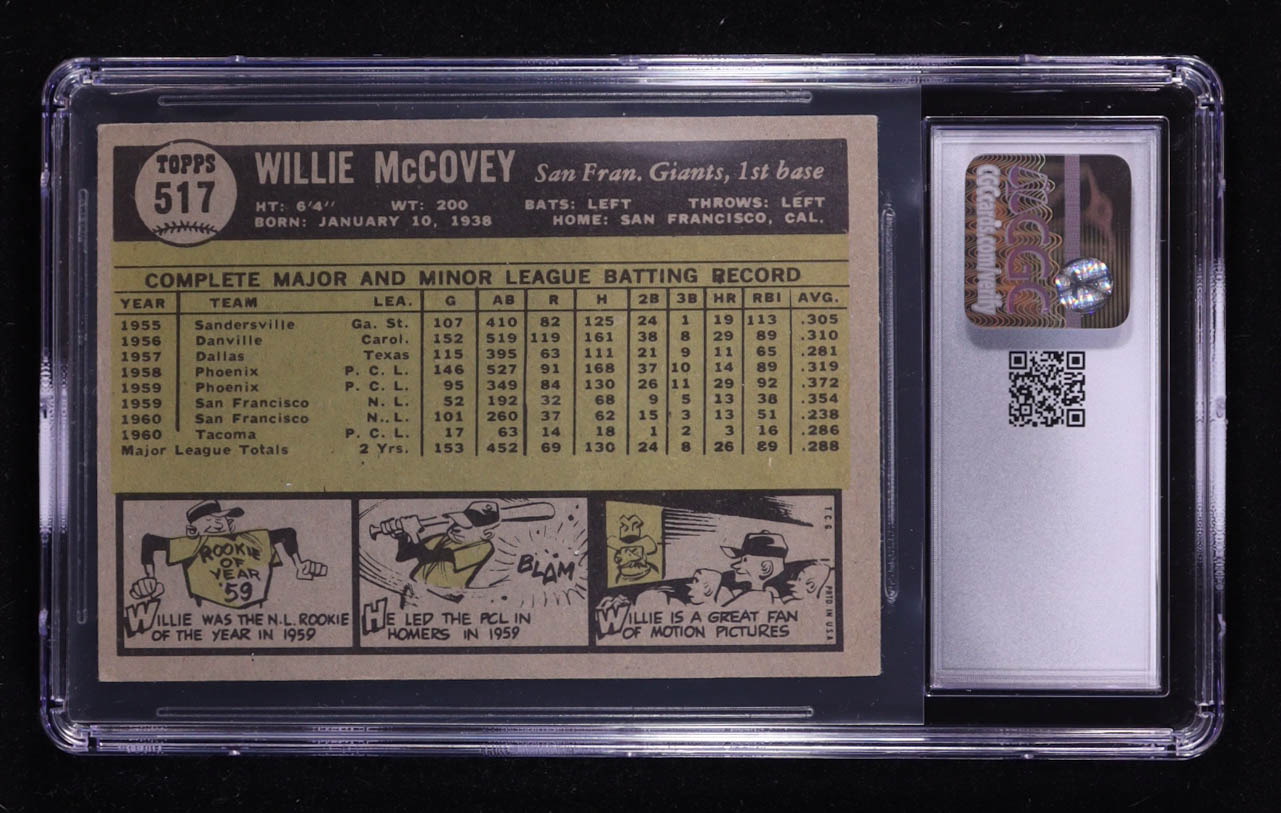 TOPPS
517
WILLIE McCOVEY San Fran. Giants, 1st base
HT: 6'4" WT: 200 BATS: LEFT THROWS: LEFT
BORN: JANUARY 10, 1938 HOME: SAN FRANCISCO, CAL.
COMPLETE MAJOR AND MINOR LEAGUE BATTING RECORD
YEAR TEAM LEA. G AB R H 2B 3B HR RBI AVG.
1955 Sandersville Ga. St. 107 410 82 125 24 1 19 113 .305
1956 Danville Carol. 152 519 119 161 38 8 29 89 .310
1957 Dallas Texas 115 395 63 111 21 9 11 65 .281
1958 Phoenix P. C. L. 146 527 91 168 37 10 14 89 .319
1959 Phoenix P. C. L. 95 349 84 130 26 11 29 92 .372
1959 San Francisco N. L. 52 192 32 68 9 5 13 38 .354
1960 San Francisco N. L. 101 260 37 62 15 3 13 51 .238
1960 Tacoma P. C. L. 17 63 14 18 1 2 3 16 .286
Major League Totals 2 Yrs. 153 452 69 130 24 8 26 89 .288
ROOKIE
OF
YEAR
'59
WILLIE WAS THE N.L. ROOKIE
OF THE YEAR IN 1959
BLAM
HE LED THE PCL IN
HOMERS IN 1959
WILLIE IS A GREAT FAN
OF MOTION PICTURES
T.C.G. PRTD IN U.S.A
CGC
CGCcards.com/verify